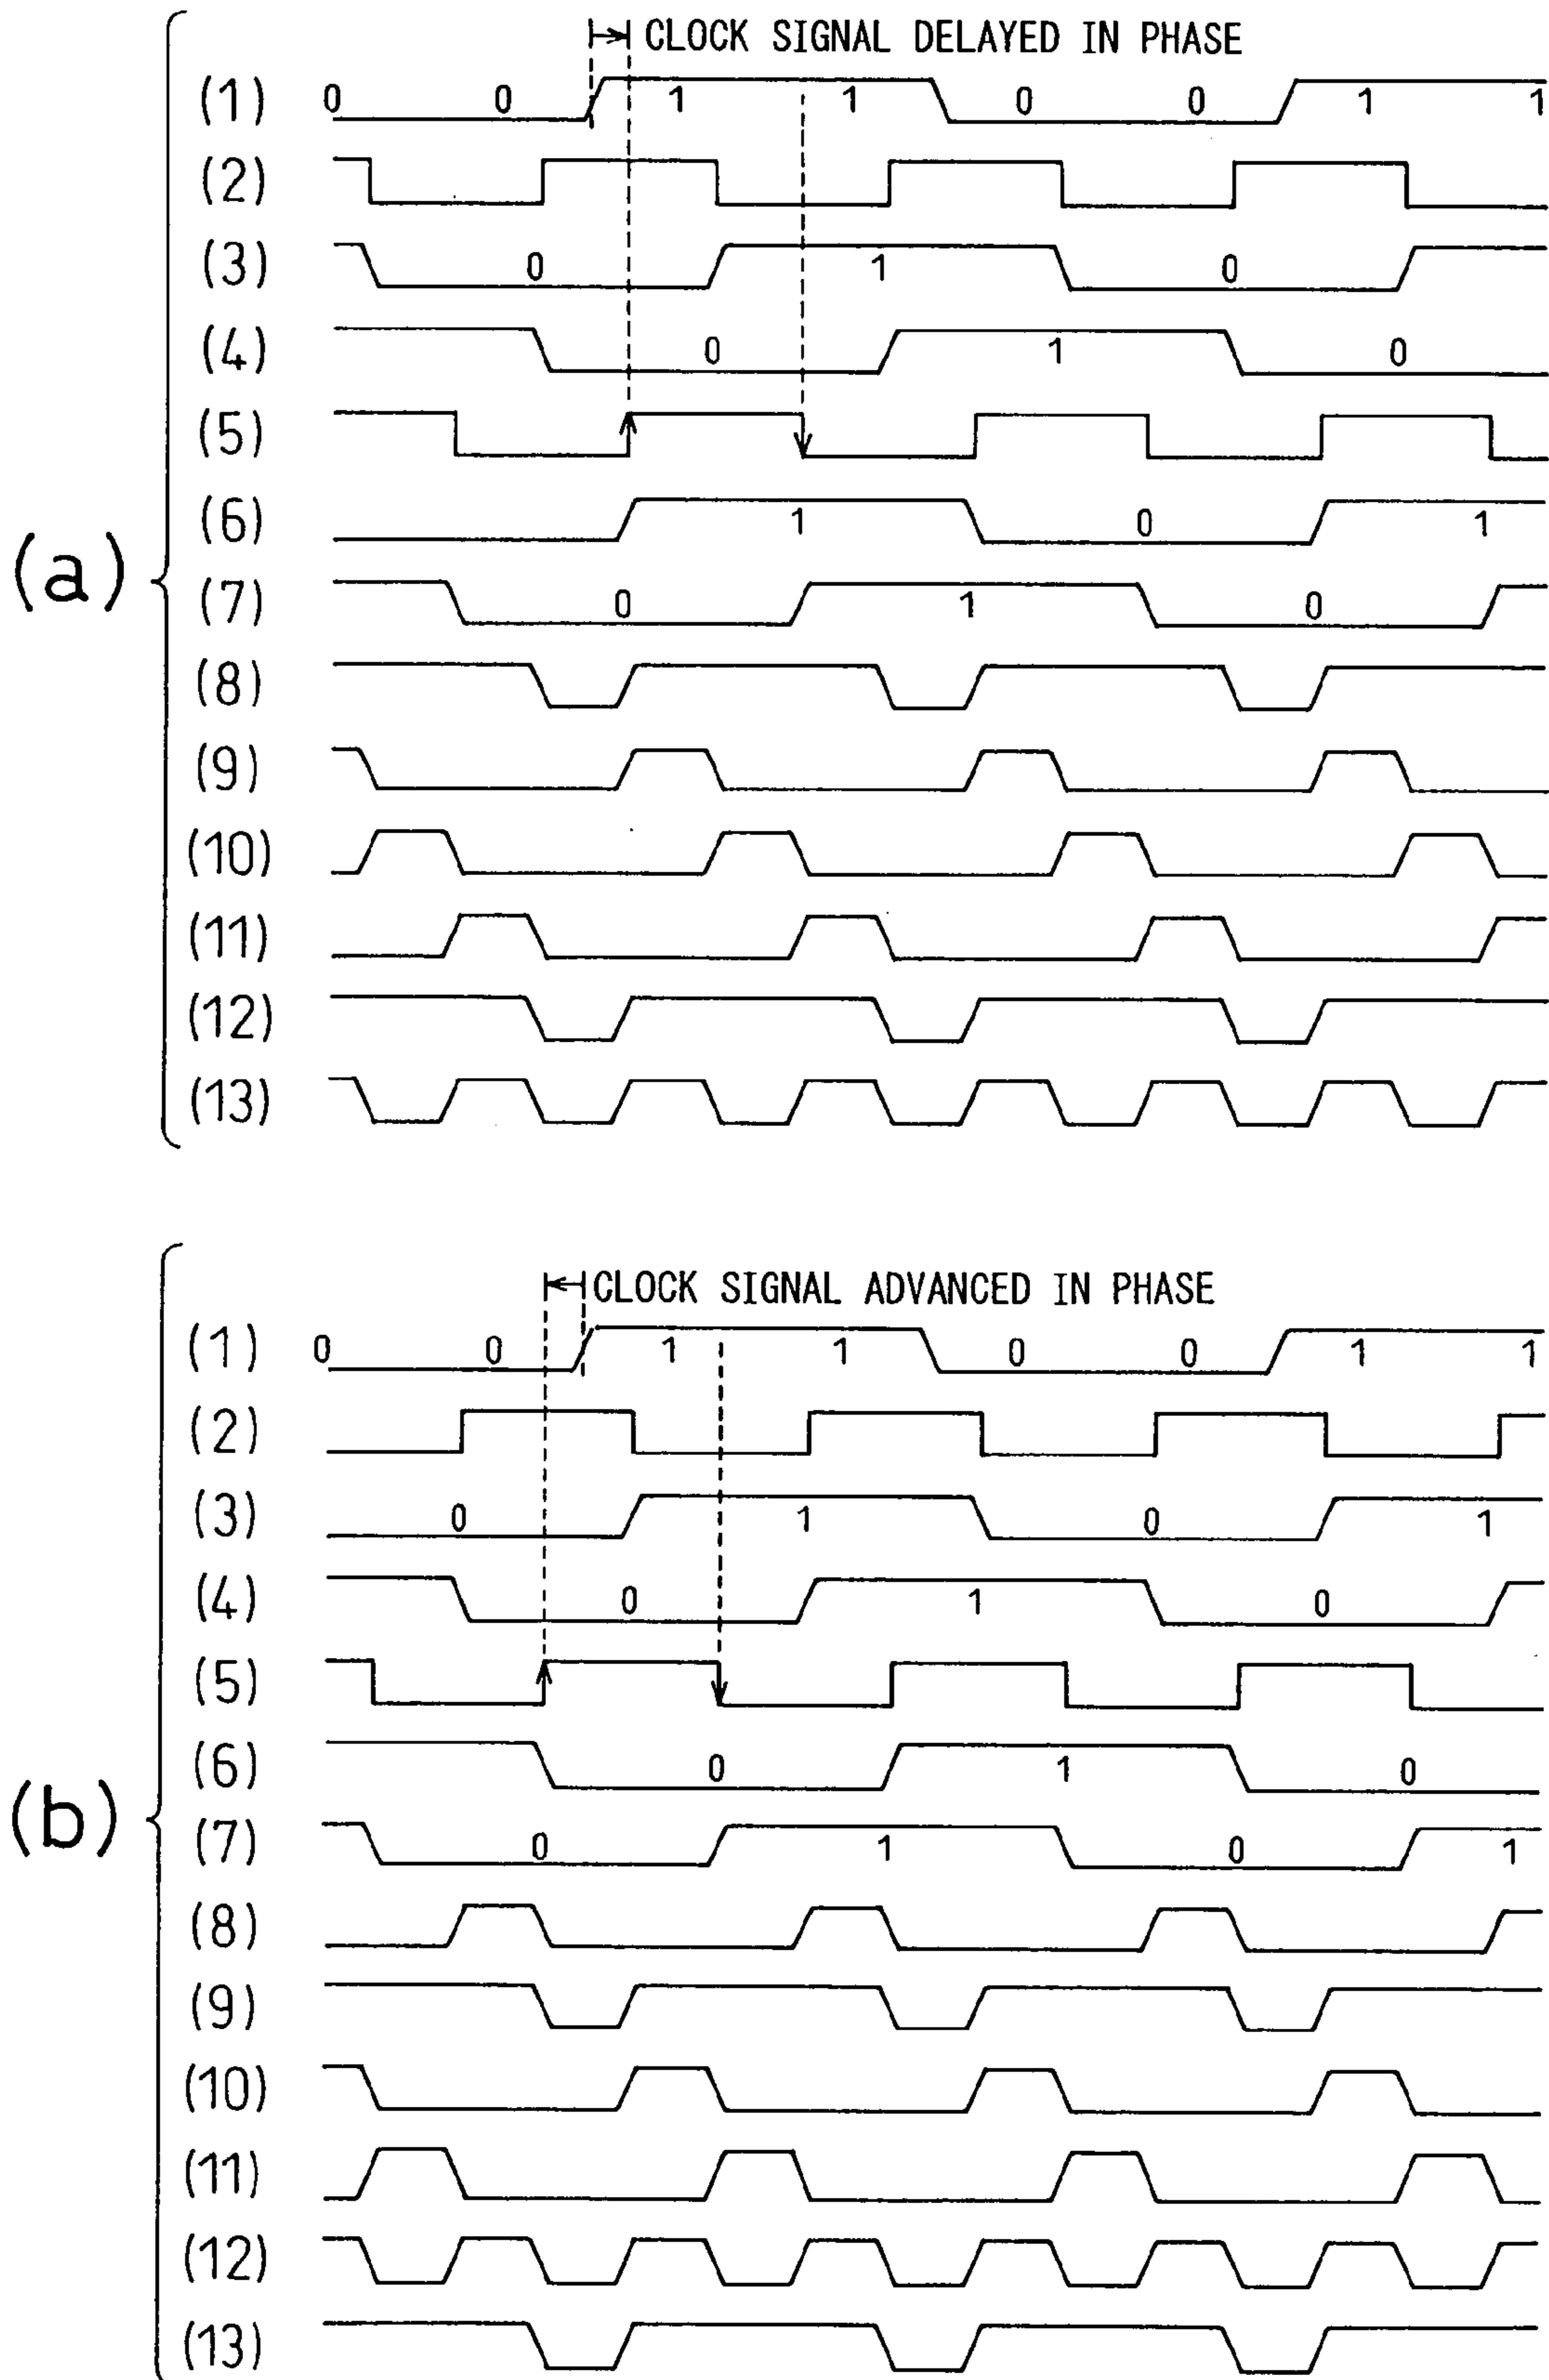 (a)
CLOCK SIGNAL DELAYED IN PHASE
(1) 0 0 1 1 0 0 1 1
(2)
(3) 0 1 0
(4) 0 1 0
(5)
(6) 1 0 1
(7) 0 1 0
(8)
(9)
(10)
(11)
(12)
(13)
(b)
CLOCK SIGNAL ADVANCED IN PHASE
(1) 0 0 1 1 0 0 1 1
(2)
(3) 0 1 0 1
(4) 0 1 0
(5)
(6) 0 1 0
(7) 0 1 0 1
(8)
(9)
(10)
(11)
(12)
(13)